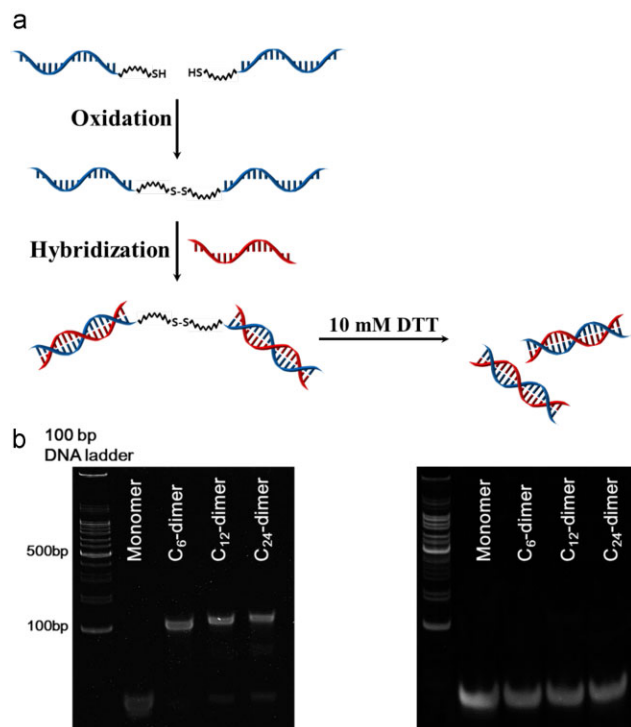 a
SH HS
Oxidation
S-S
Hybridization
S-S
10 mM DTT
b
100 bp
DNA ladder
Monomer
C₆-dimer
C₁₂-dimer
C₂₄-dimer
500bp
100bp
Monomer
C₆-dimer
C₁₂-dimer
C₂₄-dimer